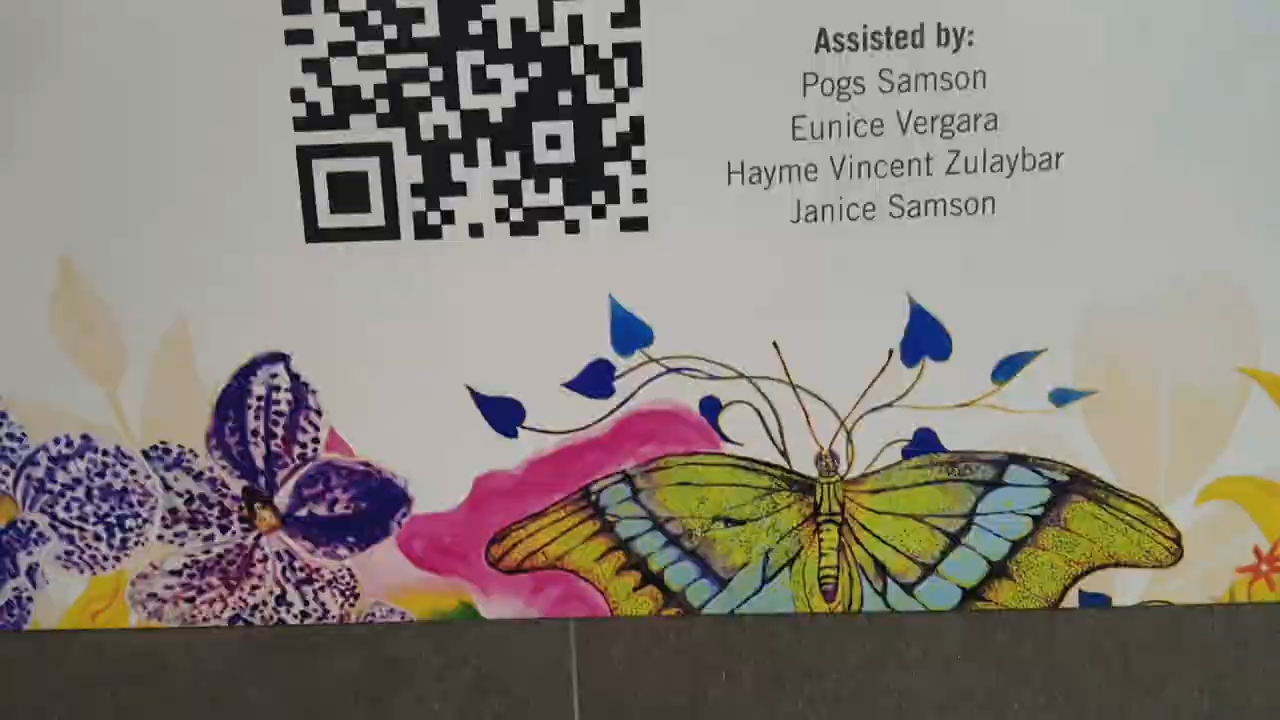 Assisted by:
Pogs Samson
Eunice Vergara
Hayme Vincent Zulaybar
Janice Samson